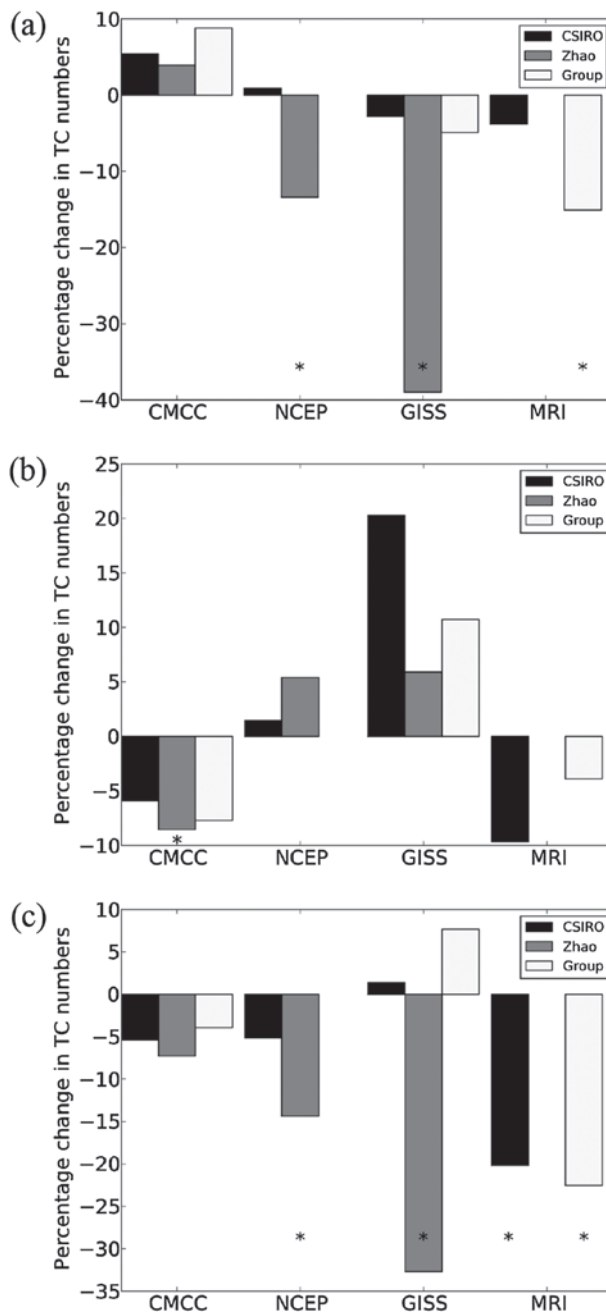 (a)
Percentage change in TC numbers
10
0
−10
−20
−30
−40
CSIRO
Zhao
Group
*
*
*
CMCC NCEP GISS MRI
(b)
Percentage change in TC numbers
25
20
15
10
5
0
−5
−10
CSIRO
Zhao
Group
*
CMCC NCEP GISS MRI
(c)
Percentage change in TC numbers
10
5
0
−5
−10
−15
−20
−25
−30
−35
CSIRO
Zhao
Group
*
*
*
*
CMCC NCEP GISS MRI